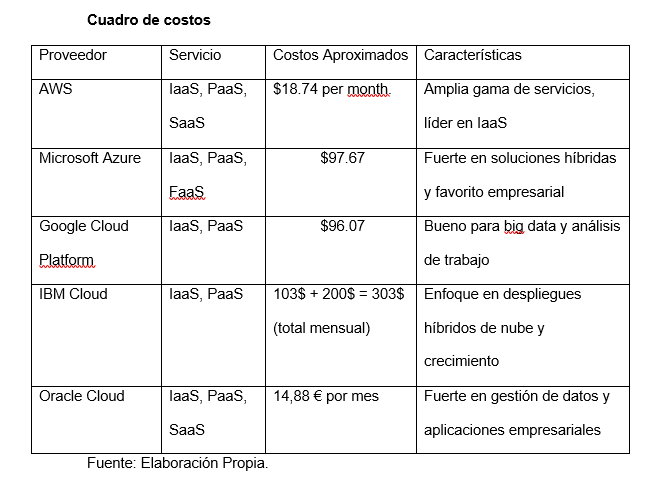 Cuadro de costos
Proveedor Servicio Costos Aproximados Características
AWS IaaS, PaaS, $18.74 per month. Amplia gama de servicios,
SaaS líder en IaaS
Microsoft Azure IaaS, PaaS, $97.67 Fuerte en soluciones híbridas
FaaS y favorito empresarial
Google Cloud IaaS, PaaS $96.07 Bueno para big data y análisis
Platform. de trabajo
IBM Cloud IaaS, PaaS 103$ + 200$ = 303$ Enfoque en despliegues
(total mensual) híbridos de nube y
crecimiento
Oracle Cloud IaaS, PaaS, 14,88 € por mes Fuerte en gestión de datos y
SaaS aplicaciones empresariales
Fuente: Elaboración Propia.